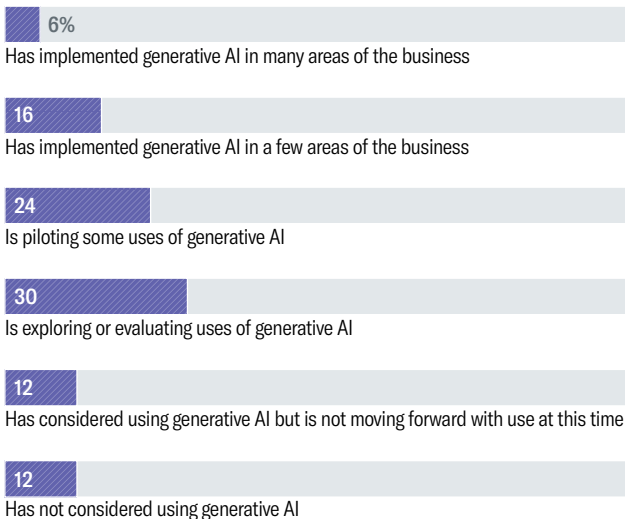 6%
Has implemented generative AI in many areas of the business
16
Has implemented generative AI in a few areas of the business
24
Is piloting some uses of generative AI
30
Is exploring or evaluating uses of generative AI
12
Has considered using generative AI but is not moving forward with use at this time
12
Has not considered using generative AI